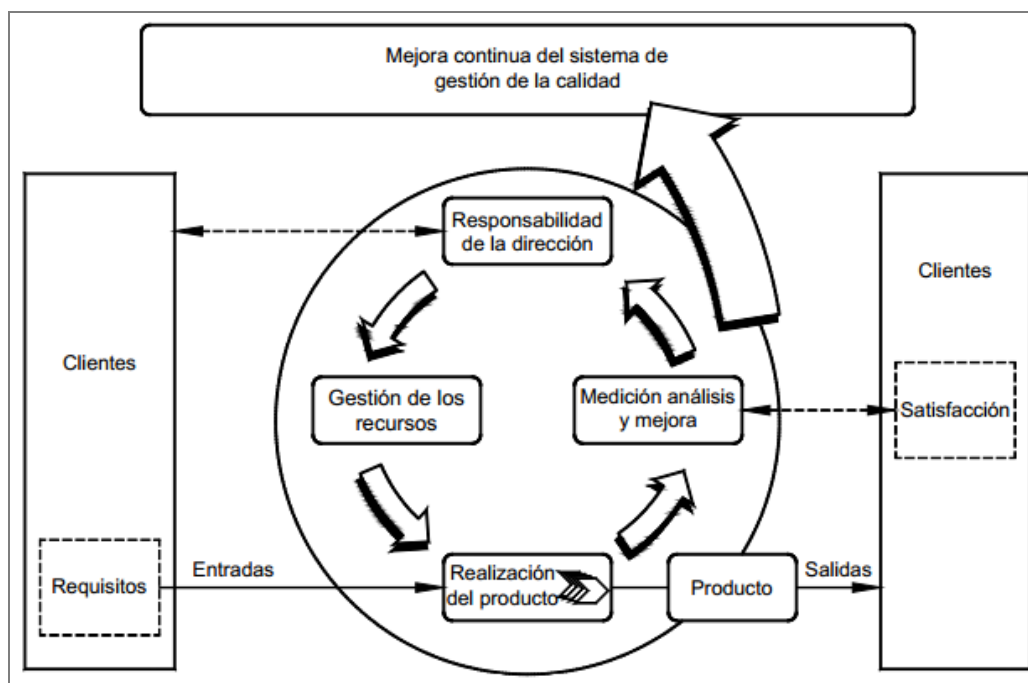 Mejora continua del sistema de
gestión de la calidad
Responsabilidad
de la dirección
Clientes
Clientes
Gestión de los
recursos
Medición análisis
y mejora
Satisfacción
Requisitos
Entradas
Realización
del producto
Producto
Salidas